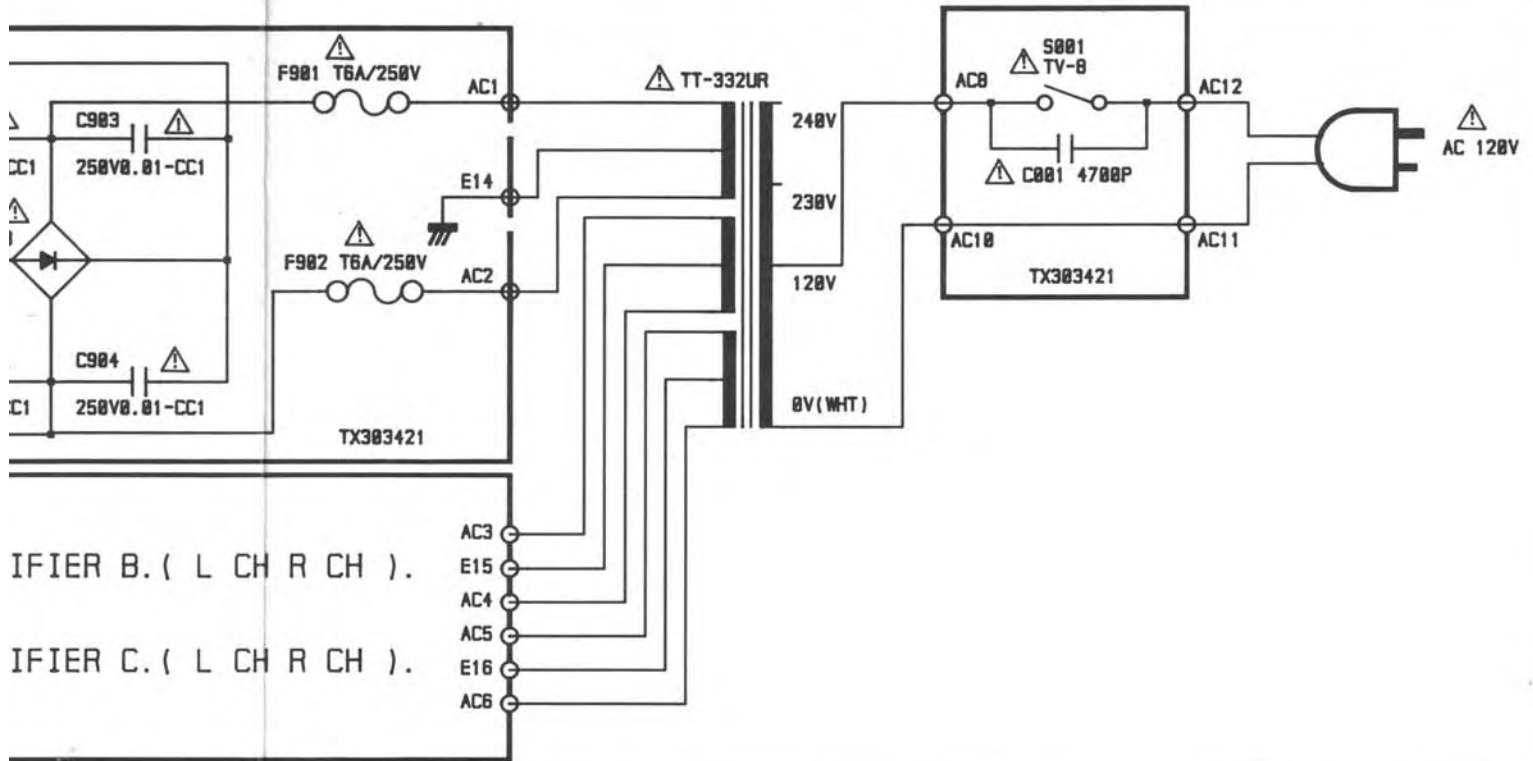 F901 T6A/250V
AC1
C903
CC1
250V0.01-CC1
E14
F902 T6A/250V
AC2
C904
C1
250V0.01-CC1
TX303421
TT-332UR
240V
230V
120V
0V(WHT)
S001
TV-8
AC8
AC12
C001 4700P
AC10
AC11
TX303421
AC 120V
IFIER B.( L CH R CH ).
IFIER C.( L CH R CH ).
AC3
E15
AC4
AC5
E16
AC6